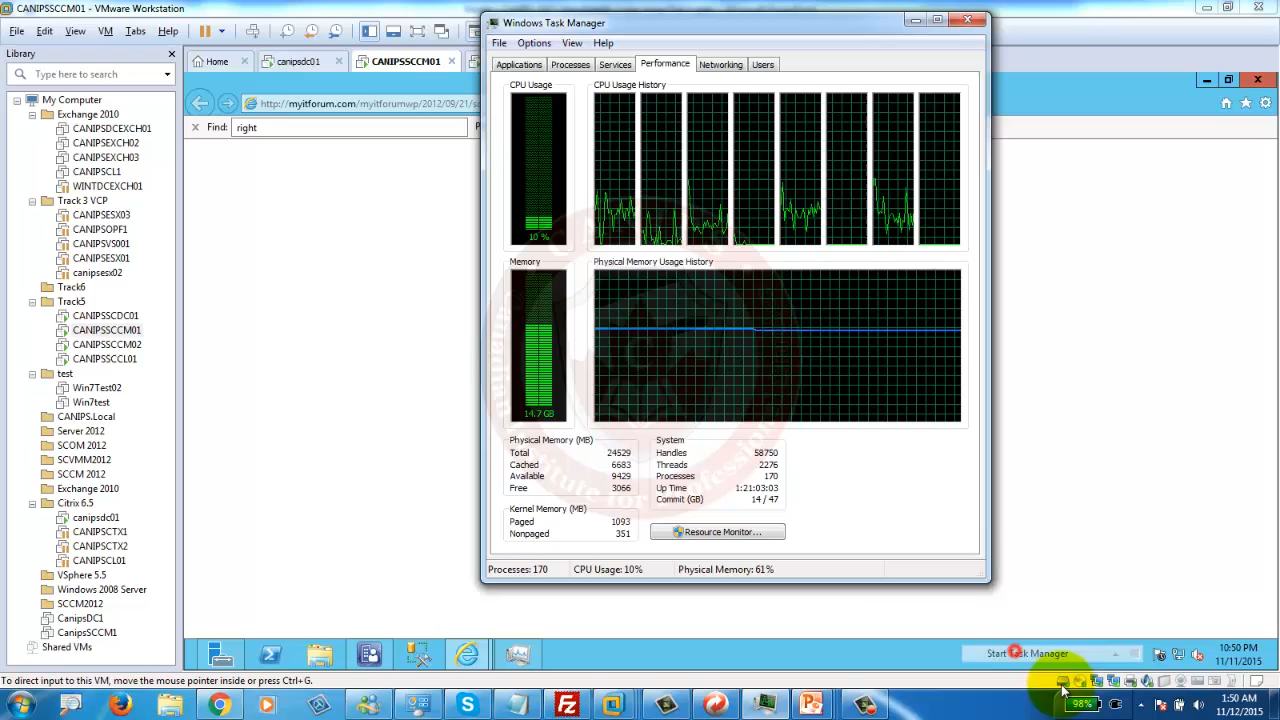 CANIPSSCCM01 - VMware Workstation
File Edit View VM Tabs Help
Library
Type here to search
My Computer
Exchange 2010
CANIPSDCEXCH01
CANIPSEXCH02
CANIPSEXCH03
CANIPSCL1
WINTDCEXCH01
Track 3 VCP
CANIPSESX03
CANIPSOPF1
CANIPSVS001
CANIPSESX01
canipsesx02
Track6
Track5
CANIPSSCDC01
CANIPSSCCM01
CANIPSSCCM02
CANIPSSCCL01
test
Win7Test02
Win7test
CANIPS.Local
Server 2012
SCOM 2012
SCVMM2012
SCCM 2012
Exchange 2010
Citrix 6.5
canipsdc01
CANIPSCTX1
CANIPSCTX2
CANIPSCL01
VSphere 5.5
Windows 2008 Server
SCCM2012
CanipsDC1
CanipsSCCM1
Shared VMs
Home
canipsdc01
CANIPSSCCM01
http://myitforum.com/myitforumwp/2012/09/21/
Find: right
Windows Task Manager
File Options View Help
Applications Processes Services Performance Networking Users
CPU Usage
CPU Usage History
10 %
Memory
Physical Memory Usage History
14.7 GB
Physical Memory (MB)
Total 24529
Cached 6683
Available 9429
Free 3066
Kernel Memory (MB)
Paged 1093
Nonpaged 351
System
Handles 58750
Threads 2276
Processes 170
Up Time 1:21:03:03
Commit (GB) 14 / 47
Resource Monitor...
Processes: 170 CPU Usage: 10% Physical Memory: 61%
Start Task Manager
10:50 PM
11/11/2015
To direct input to this VM, move the mouse pointer inside or press Ctrl+G.
98%
1:50 AM
11/12/2015